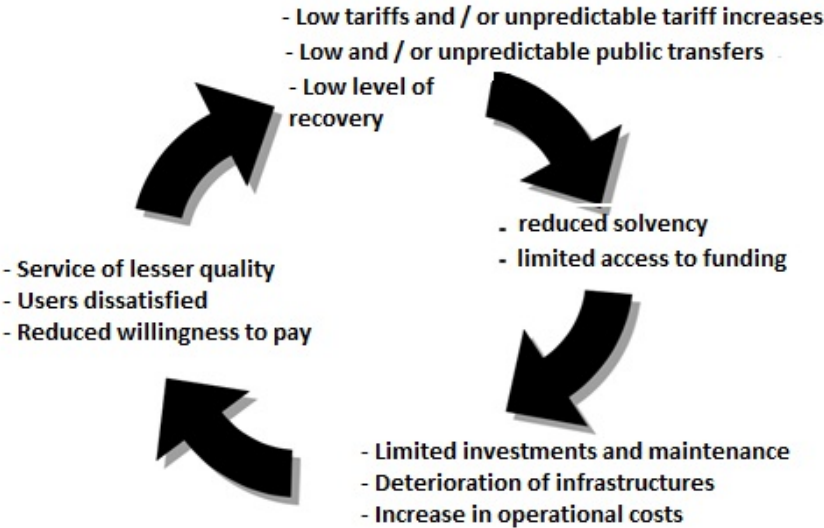 - Low tariffs and / or unpredictable tariff increases
- Low and / or unpredictable public transfers
- Low level of
recovery
- reduced solvency
- limited access to funding
- Service of lesser quality
- Users dissatisfied
- Reduced willingness to pay
- Limited investments and maintenance
- Deterioration of infrastructures
- Increase in operational costs